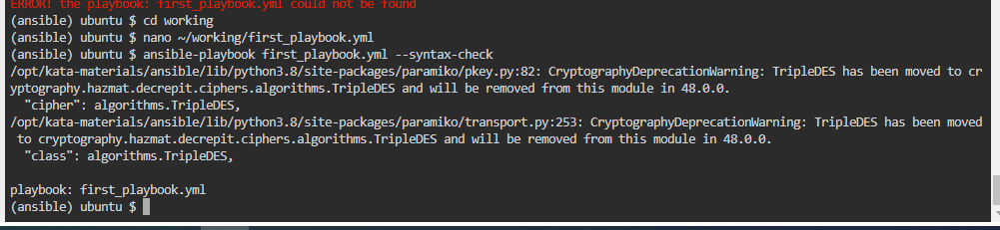 ERROR! the playbook: first_playbook.yml could not be found
(ansible) ubuntu $ cd working
(ansible) ubuntu $ nano ~/working/first_playbook.yml
(ansible) ubuntu $ ansible-playbook first_playbook.yml --syntax-check
/opt/kata-materials/ansible/lib/python3.8/site-packages/paramiko/pkey.py:82: CryptographyDeprecationWarning: TripleDES has been moved to cr
yptography.hazmat.decrepit.ciphers.algorithms.TripleDES and will be removed from this module in 48.0.0.
  "cipher": algorithms.TripleDES,
/opt/kata-materials/ansible/lib/python3.8/site-packages/paramiko/transport.py:253: CryptographyDeprecationWarning: TripleDES has been moved
 to cryptography.hazmat.decrepit.ciphers.algorithms.TripleDES and will be removed from this module in 48.0.0.
  "class": algorithms.TripleDES,
playbook: first_playbook.yml
(ansible) ubuntu $